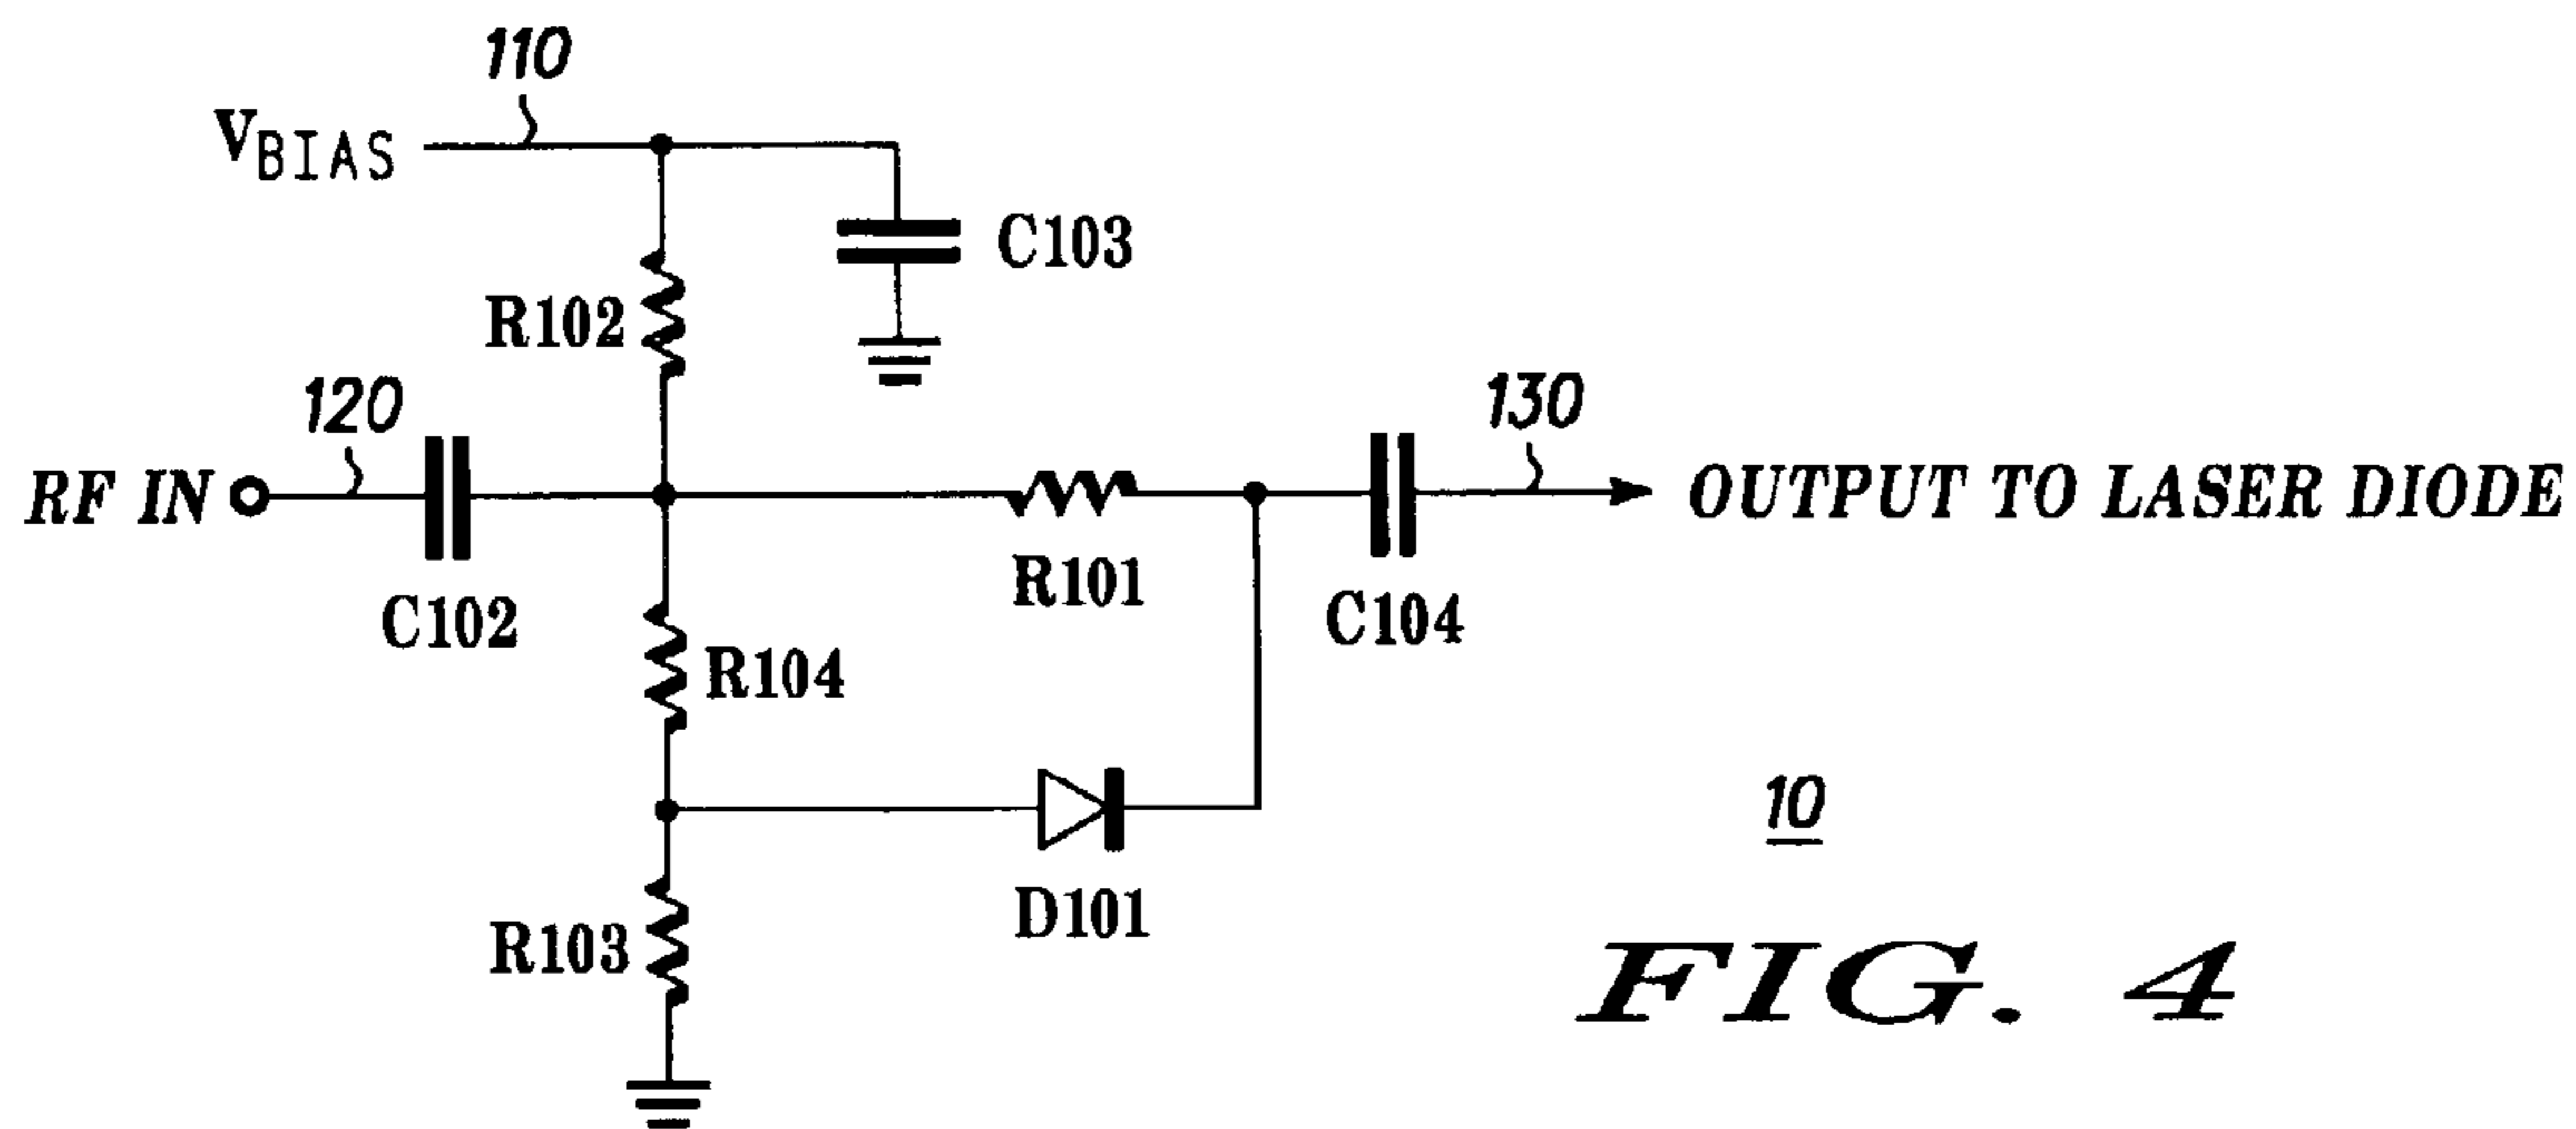 110
VBIAS
C103
R102
120
130
RF IN
OUTPUT TO LASER DIODE
R101
C102
C104
R104
10
D101
R103
FIG. 4